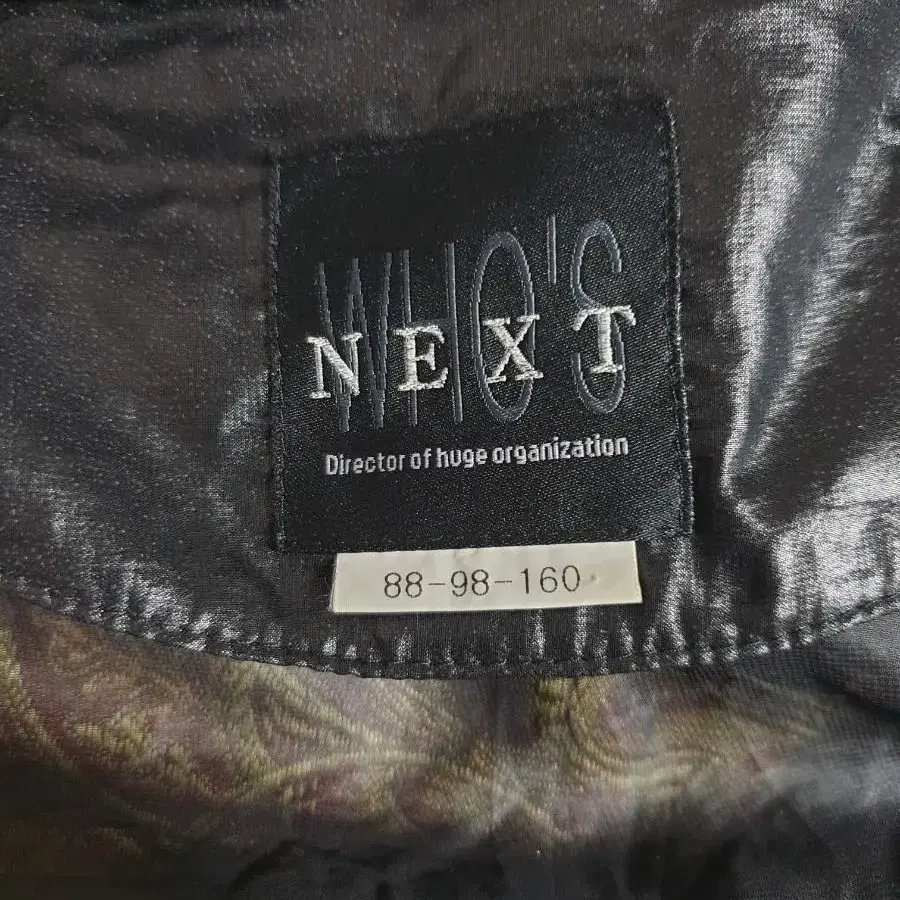 WHO'S
NEXT
Director of huge organization
88-98-160